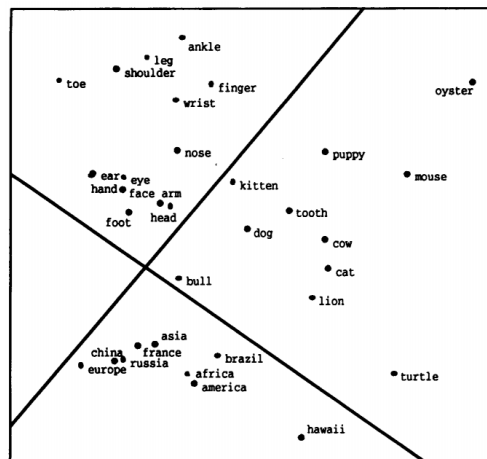 ankle
leg
shoulder
toe
finger
oyster
wrist
nose
puppy
ear
eye
mouse
hand
face arm
kitten
foot
head
tooth
dog
cow
cat
bull
lion
asia
china
france
brazil
europe
russia
africa
turtle
america
hawaii